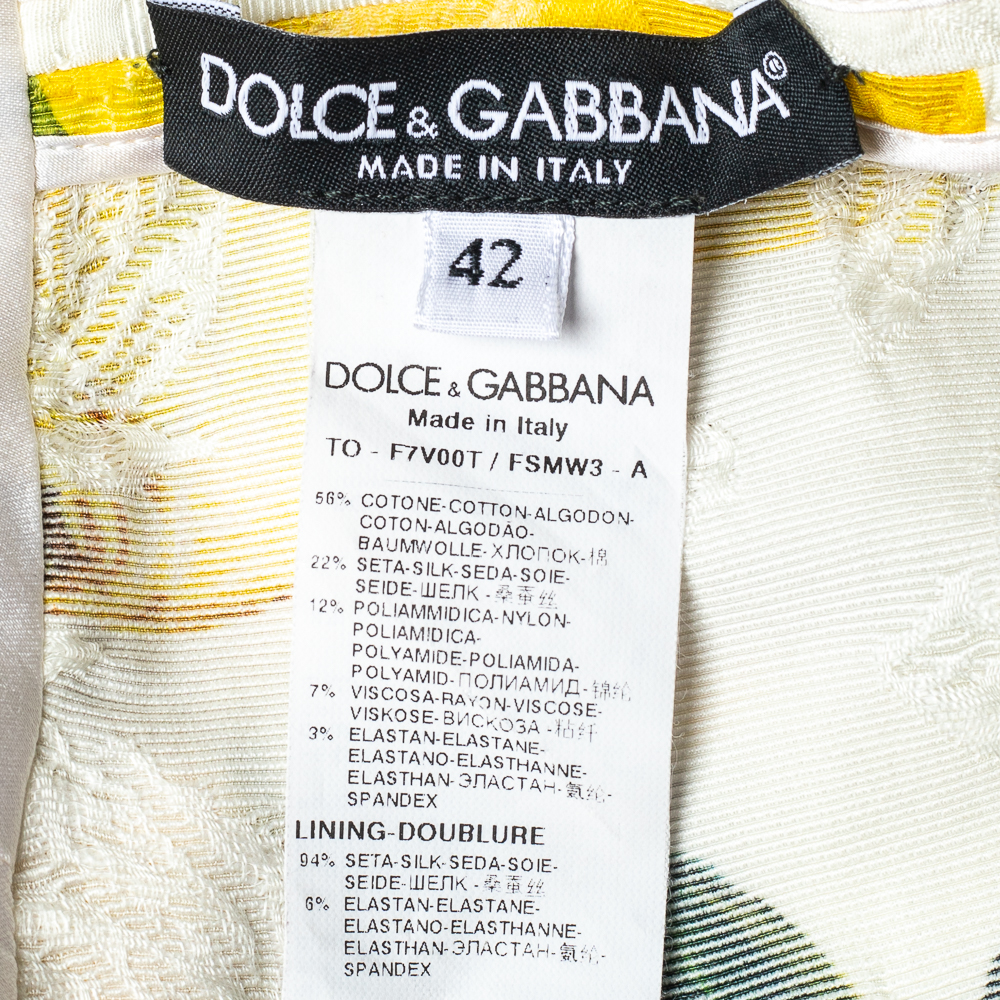 DOLCE & GABBANA®
MADE IN ITALY
42
DOLCE & GABBANA
Made in Italy
TO - F7V00T / FSMW3 - A
56% COTONE-COTTON-ALGODON-
COTON-ALGODÃO-
BAUMWOLLE-ХЛОПОК-棉
22% SETA-SILK-SEDA-SOIE-
SEIDE-ШЕЛК -桑蚕丝
12% POLIAMMIDICA-NYLON-
POLIAMIDICA-
POLYAMIDE-POLIAMIDA-
POLYAMID-ПОЛИАМИД-锦纶
7% VISCOSA-RAYON-VISCOSE-
VISKOSE-ВИСКОЗА -粘纤
3% ELASTAN-ELASTANE-
ELASTANO-ELASTHANNE-
ELASTHAN-ЭЛАСТАН-氨纶-
SPANDEX
LINING-DOUBLURE
94% SETA-SILK-SEDA-SOIE-
SEIDE-ШЕЛК -桑蚕丝
6% ELASTAN-ELASTANE-
ELASTANO-ELASTHANNE-
ELASTHAN-ЭЛАСТАН-氨纶-
SPANDEX